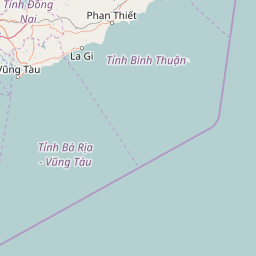 Tỉnh Đồng
Nai
Phan Thiết
La Gi
Tỉnh Bình Thuận
Vũng Tàu
Tỉnh Bà Rịa
- Vũng Tàu